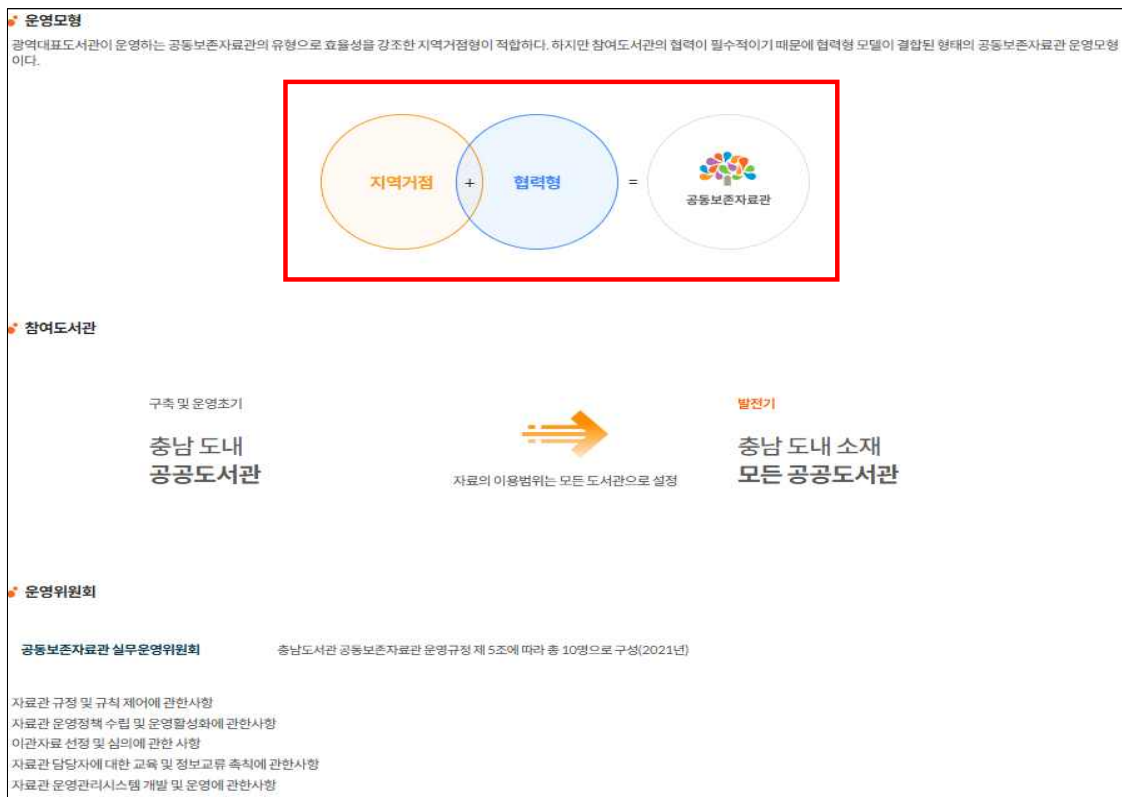 운영모형
광역대표도서관이 운영하는 공동보존자료관의 유형으로 효율성을 강조한 지역거점형이 적합하다. 하지만 참여도서관의 협력이 필수적이기 때문에 협력형 모델이 결합된 형태의 공동보존자료관 운영모형
이다.
지역거점 + 협력형 = 공동보존자료관
참여도서관
구축 및 운영초기
충남 도내
공공도서관
자료의 이용범위는 모든 도서관으로 설정
발전기
충남 도내 소재
모든 공공도서관
운영위원회
공동보존자료관 실무운영위원회 충남도서관 공동보존자료관 운영규정 제 5조에 따라 총 10명으로 구성(2021년)
자료관 규정 및 규칙 제어에 관한사항
자료관 운영정책 수립 및 운영활성화에 관한사항
이관자료 선정 및 심의에 관한 사항
자료관 담당자에 대한 교육 및 정보교류 촉칙에 관한사항
자료관 운영관리시스템 개발 및 운영에 관한사항